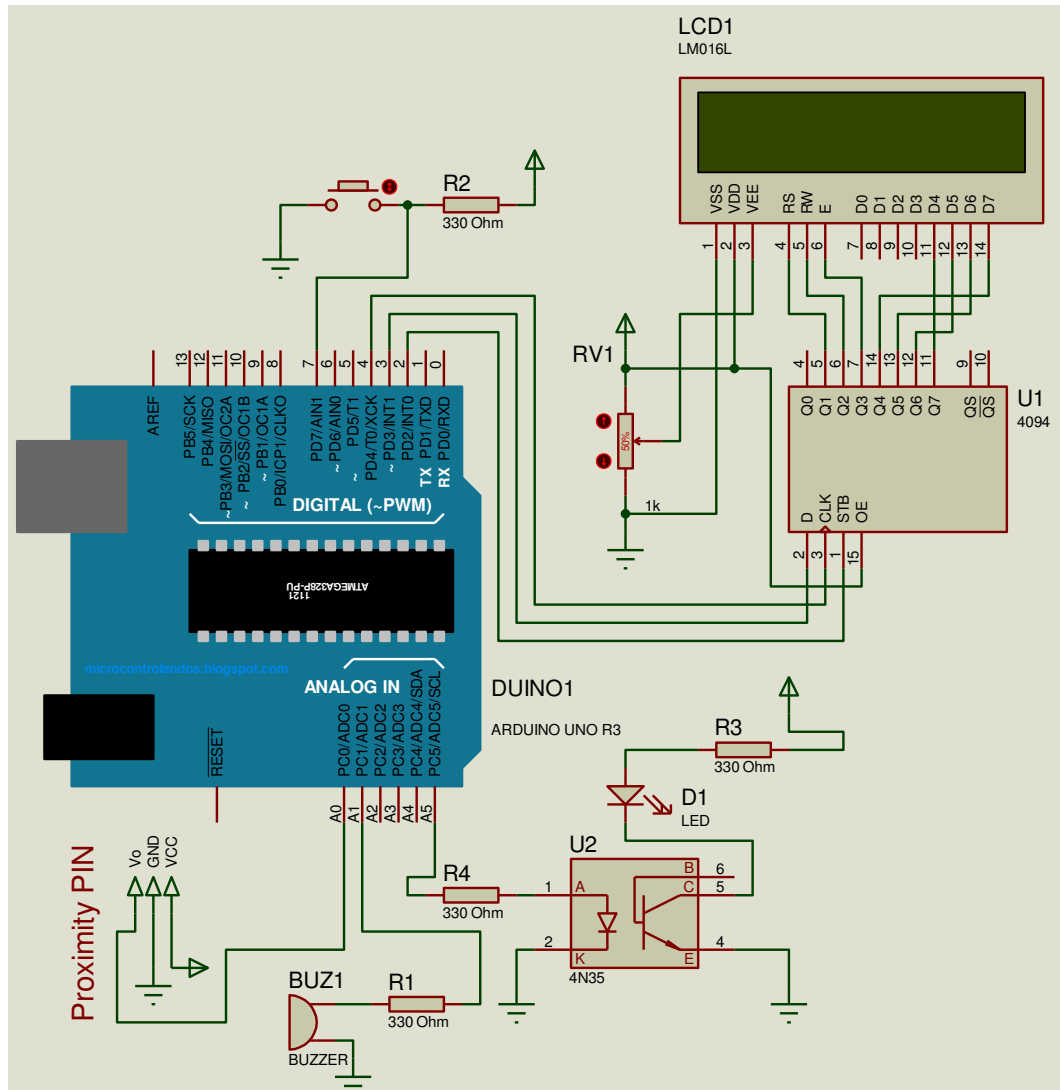 LCD1
LM016L
VSS VDD VEE RS RW E D0 D1 D2 D3 D4 D5 D6 D7
1 2 3 4 5 6 7 8 9 10 11 12 13 14
R2
330 Ohm
RV1
50%
1k
4 5 6 7 14 13 12 11 9 10
Q0 Q1 Q2 Q3 Q4 Q5 Q6 Q7 QS QS
U1
4094
D CLK STB OE
2 3 1 15
13 12 11 10 9 8 7 6 5 4 3 2 1 0
AREF
PB5/SCK
PB4/MISO
~PB3/MOSI/OC2A
~PB2/SS/OC1B
~PB1/OC1A
PB0/ICP1/CLKO
PD7/AIN1
~PD6/AIN0
~PD5/T1
PD4/T0/XCK
~PD3/INT1
PD2/INT0
TX PD1/TXD
RX PD0/RXD
DIGITAL (~PWM)
1121
ATMEGA328P-PU
microcontrolandos.blogspot.com
ANALOG IN
DUINO1
ARDUINO UNO R3
RESET
PC0/ADC0
PC1/ADC1
PC2/ADC2
PC3/ADC3
PC4/ADC4/SDA
PC5/ADC5/SCL
A0 A1 A2 A3 A4 A5
R3
330 Ohm
D1
LED
U2
B 6
C 5
E 4
1 A
2 K
4N35
R4
330 Ohm
Proximity PIN
Vo GND VCC
BUZ1
BUZZER
R1
330 Ohm